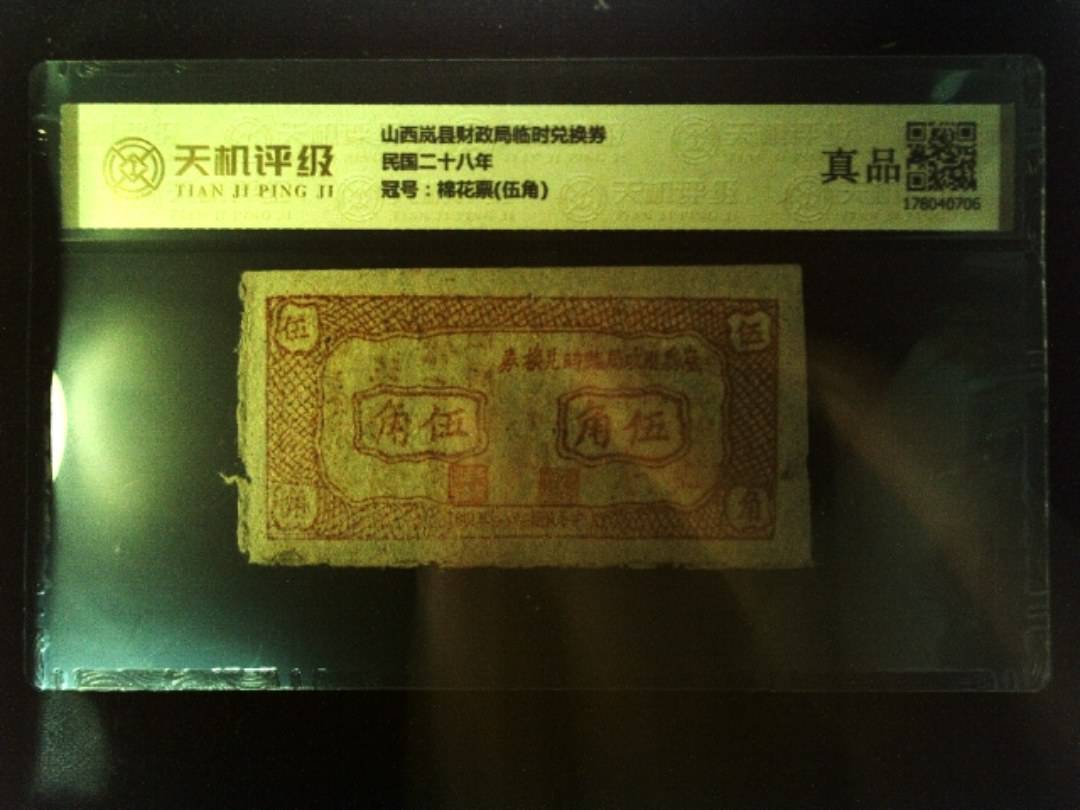 天机评级
TIAN JI PING JI
山西岚县财政局临时兑换券
民国二十八年
冠号：棉花票(伍角)
真品
178040706
伍
伍
角伍
角伍
角
角